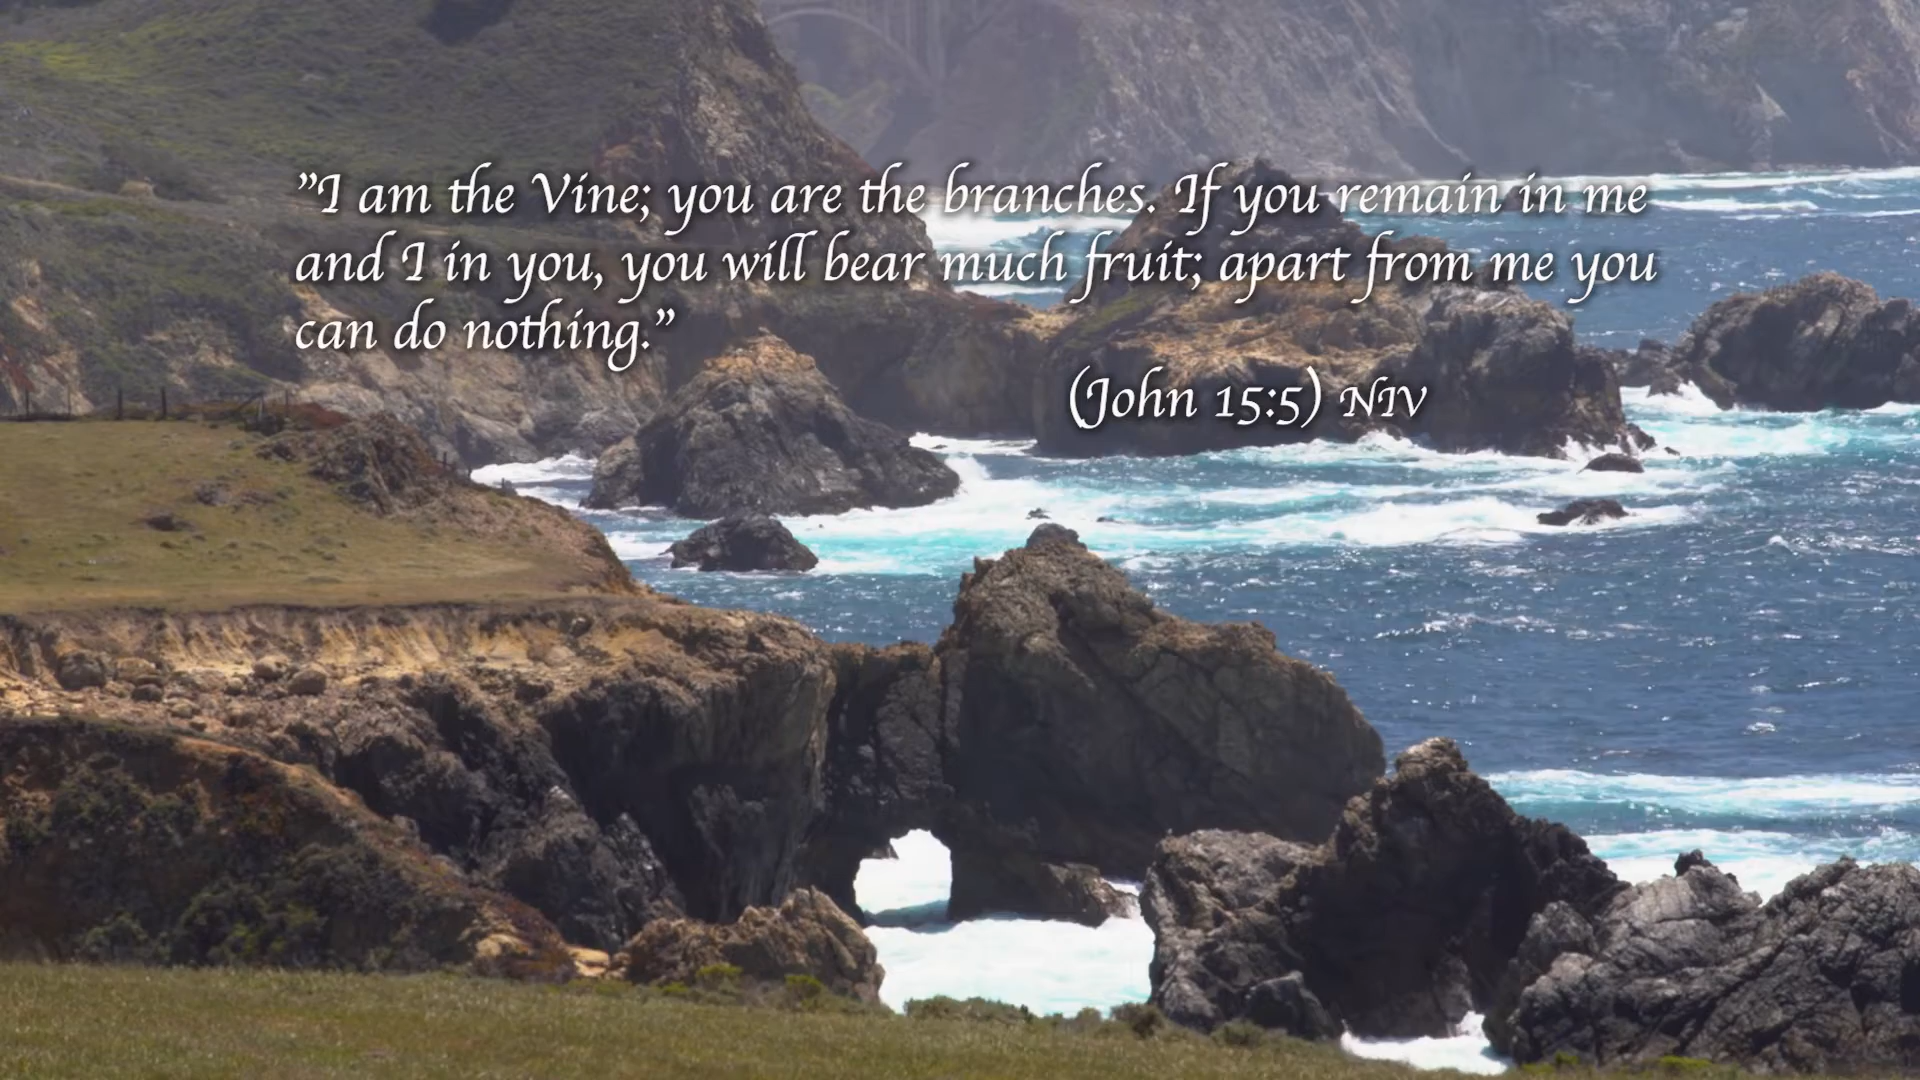 "I am the Vine; you are the branches. If you remain in me
and I in you, you will bear much fruit; apart from me you
can do nothing."
(John 15:5) NIV